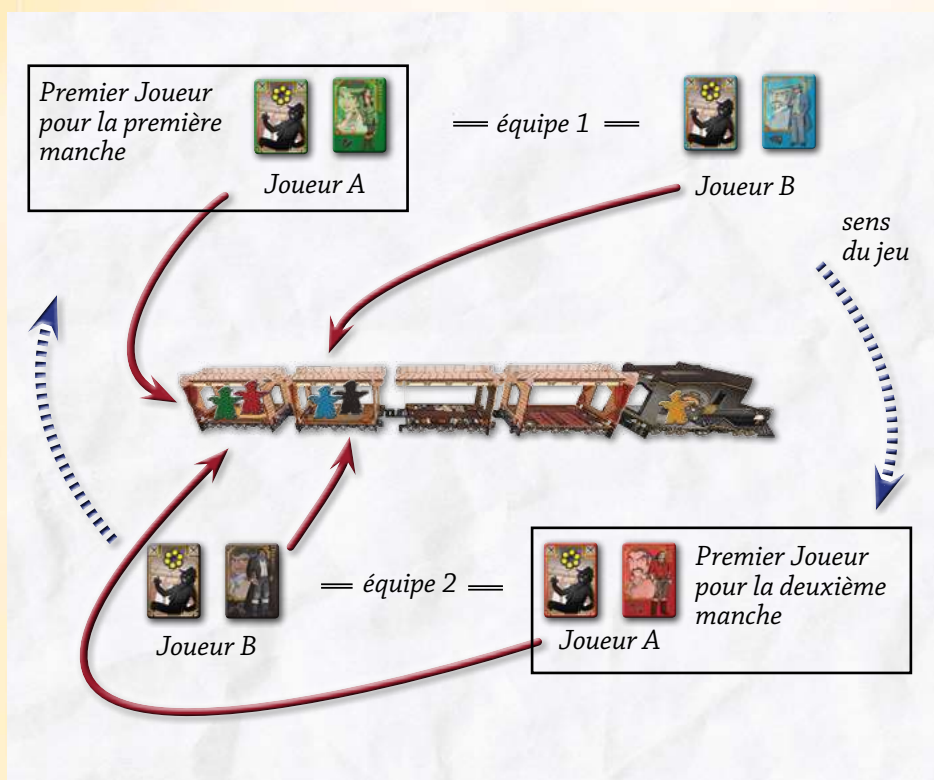 Premier Joueur
pour la première
manche
Joueur A
équipe 1
Joueur B
sens
du jeu
Joueur B
équipe 2
Joueur A
Premier Joueur
pour la deuxième
manche